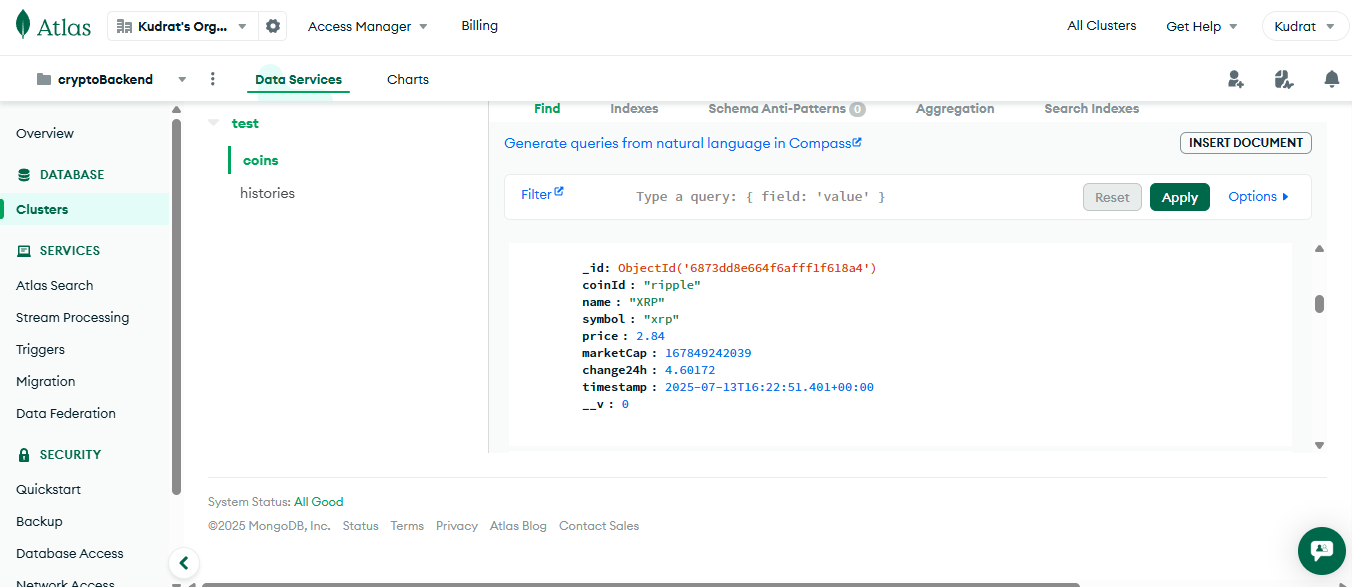 Atlas
Kudrat's Org...
Access Manager
Billing
All Clusters
Get Help
Kudrat
cryptoBackend
Data Services
Charts
Overview
DATABASE
Clusters
SERVICES
Atlas Search
Stream Processing
Triggers
Migration
Data Federation
SECURITY
Quickstart
Backup
Database Access
Network Access
test
coins
histories
Find
Indexes
Schema Anti-Patterns 0
Aggregation
Search Indexes
Generate queries from natural language in Compass
INSERT DOCUMENT
Filter
Type a query: { field: 'value' }
Reset
Apply
Options
_id: ObjectId('6873dd8e664f6afff1f618a4')
coinId : "ripple"
name : "XRP"
symbol : "xrp"
price : 2.84
marketCap : 167849242039
change24h : 4.60172
timestamp : 2025-07-13T16:22:51.401+00:00
__v : 0
System Status: All Good
©2025 MongoDB, Inc. Status Terms Privacy Atlas Blog Contact Sales